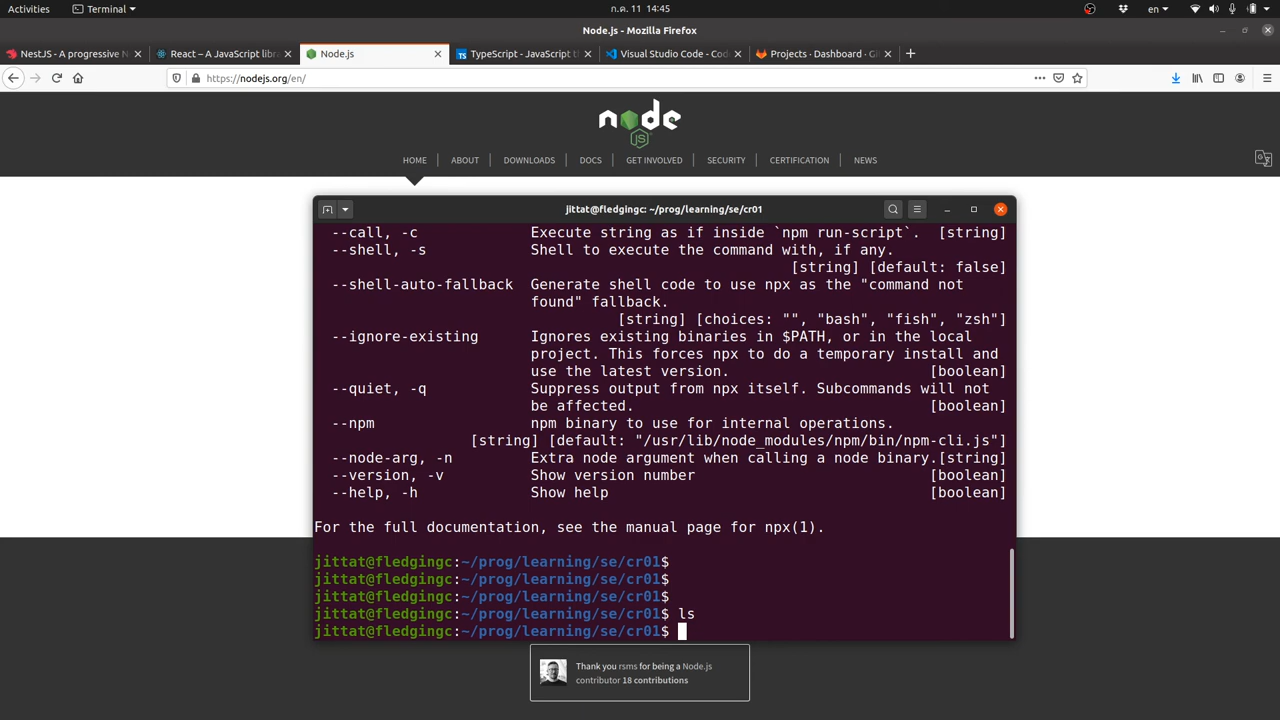 Activities
Terminal
ก.ค. 11 14:45
en
Node.js - Mozilla Firefox
NestJS - A progressive N
React – A JavaScript libra
Node.js
TypeScript - JavaScript th
Visual Studio Code - Cod
Projects · Dashboard · Git
https://nodejs.org/en/
node
JS
HOME
ABOUT
DOWNLOADS
DOCS
GET INVOLVED
SECURITY
CERTIFICATION
NEWS
jittat@fledgingc: ~/prog/learning/se/cr01
--call, -c Execute string as if inside `npm run-script`. [string]
--shell, -s Shell to execute the command with, if any.
[string] [default: false]
--shell-auto-fallback Generate shell code to use npx as the "command not
found" fallback.
[string] [choices: "", "bash", "fish", "zsh"]
--ignore-existing Ignores existing binaries in $PATH, or in the local
project. This forces npx to do a temporary install and
use the latest version. [boolean]
--quiet, -q Suppress output from npx itself. Subcommands will not
be affected. [boolean]
--npm npm binary to use for internal operations.
[string] [default: "/usr/lib/node_modules/npm/bin/npm-cli.js"]
--node-arg, -n Extra node argument when calling a node binary.[string]
--version, -v Show version number [boolean]
--help, -h Show help [boolean]
For the full documentation, see the manual page for npx(1).
jittat@fledgingc:~/prog/learning/se/cr01$
jittat@fledgingc:~/prog/learning/se/cr01$
jittat@fledgingc:~/prog/learning/se/cr01$
jittat@fledgingc:~/prog/learning/se/cr01$ ls
jittat@fledgingc:~/prog/learning/se/cr01$
Thank you rsms for being a Node.js
contributor 18 contributions